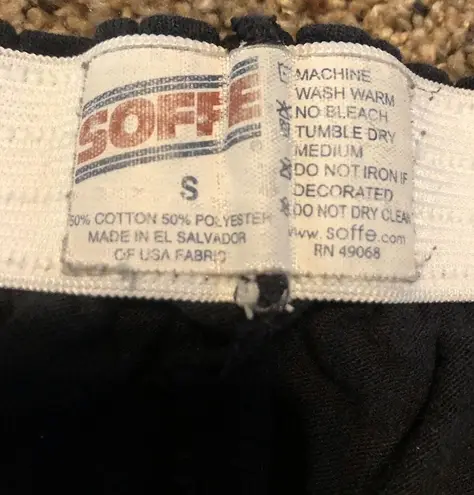 SOFFE
S
50% COTTON 50% POLYESTER
MADE IN EL SALVADOR
OF USA FABRIC
MACHINE
WASH WARM
NO BLEACH
TUMBLE DRY
MEDIUM
DO NOT IRON IF
DECORATED
DO NOT DRY CLEAN
www.soffe.com
RN 49068